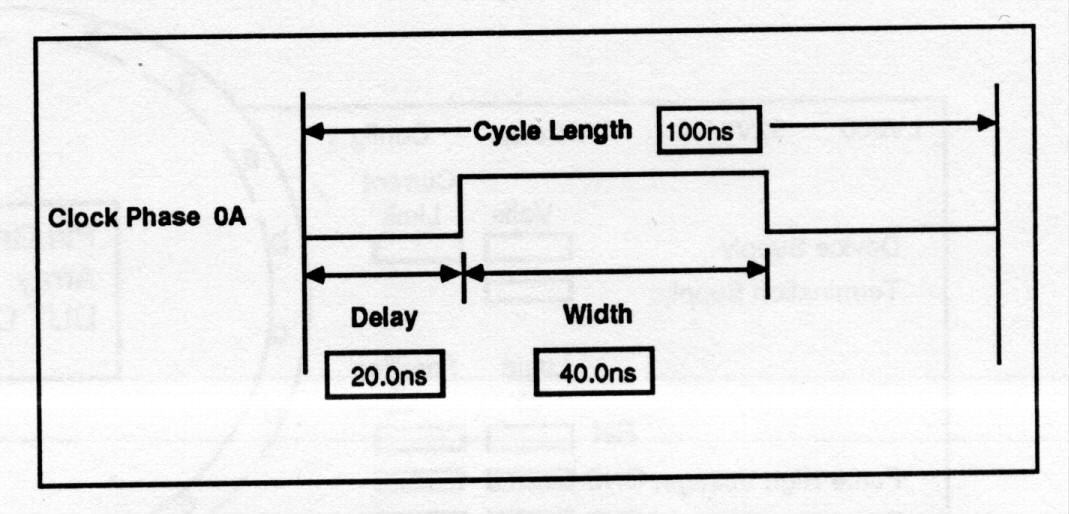 Cycle Length 100ns
Clock Phase 0A
Delay Width
20.0ns 40.0ns